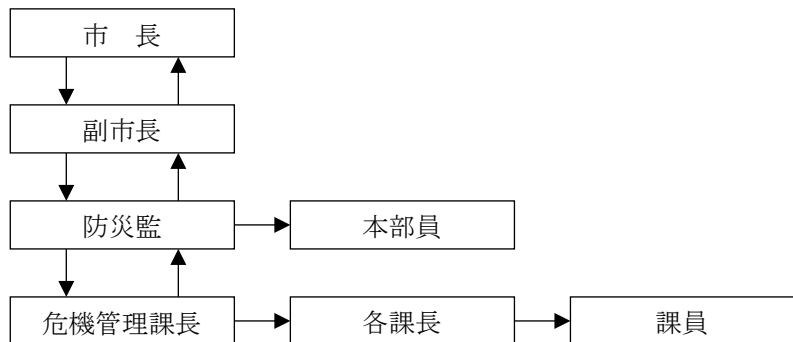 市　長
副市長
防災監
本部員
危機管理課長
各課長
課員